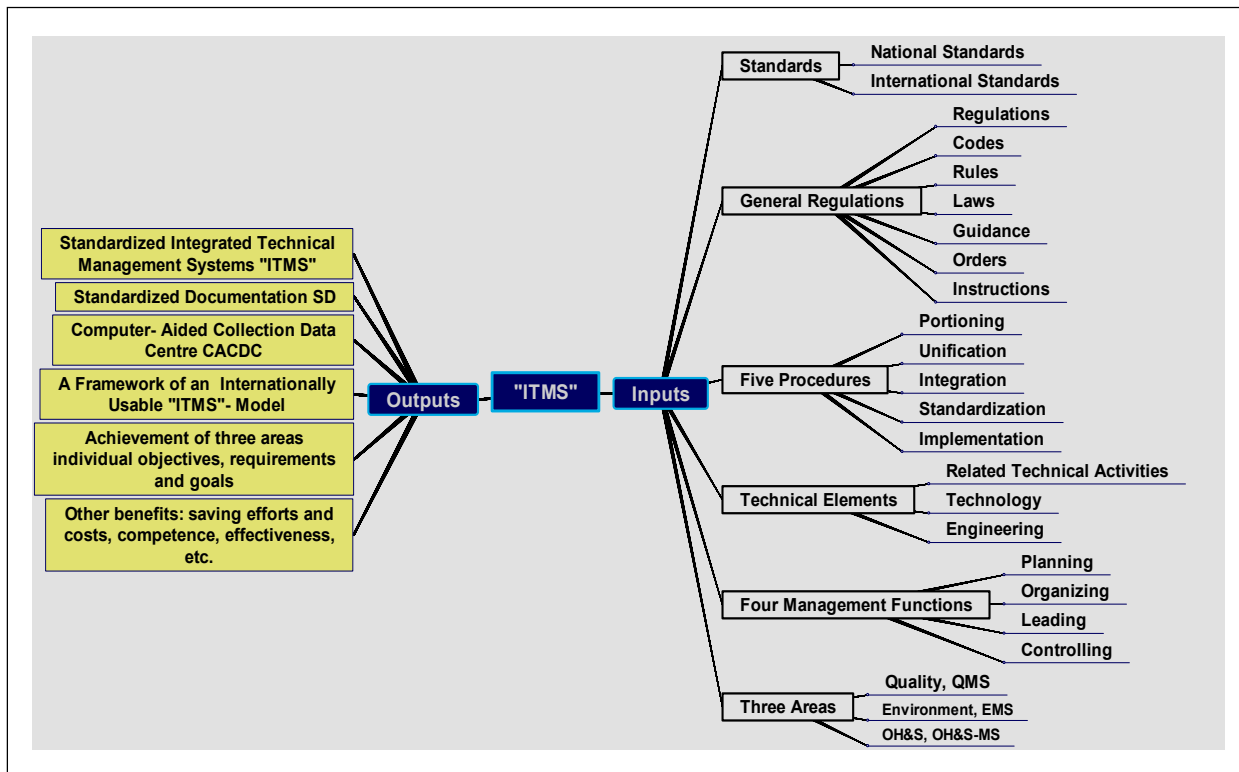 Standardized Integrated Technical
Management Systems "ITMS"
Standardized Documentation SD
Computer- Aided Collection Data
Centre CACDC
A Framework of an Internationally
Usable "ITMS"- Model
Achievement of three areas
individual objectives, requirements
and goals
Other benefits: saving efforts and
costs, competence, effectiveness,
etc.
Outputs
"ITMS"
Inputs
Standards
National Standards
International Standards
General Regulations
Regulations
Codes
Rules
Laws
Guidance
Orders
Instructions
Five Procedures
Portioning
Unification
Integration
Standardization
Implementation
Technical Elements
Related Technical Activities
Technology
Engineering
Four Management Functions
Planning
Organizing
Leading
Controlling
Three Areas
Quality, QMS
Environment, EMS
OH&S, OH&S-MS